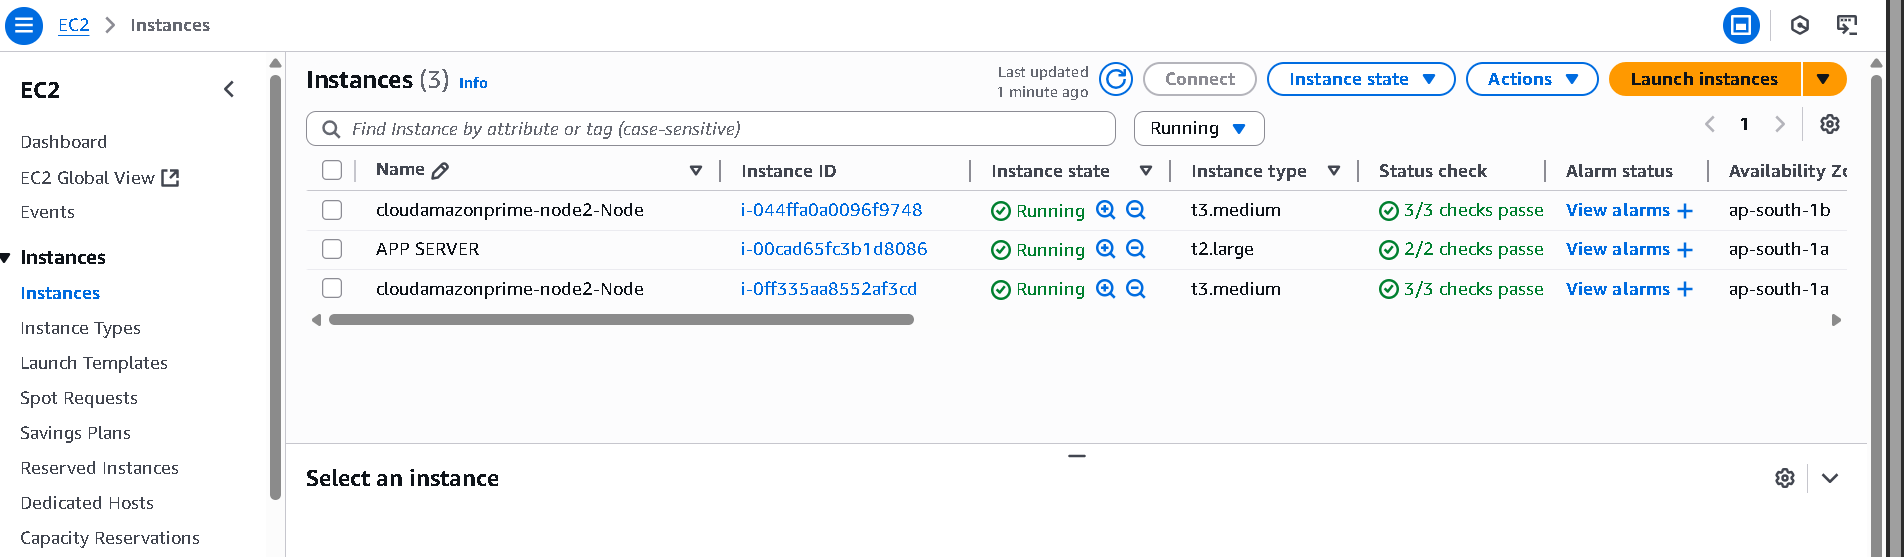 EC2 > Instances
EC2
Dashboard
EC2 Global View
Events
Instances
Instances
Instance Types
Launch Templates
Spot Requests
Savings Plans
Reserved Instances
Dedicated Hosts
Capacity Reservations
Instances (3) Info
Last updated
1 minute ago
Connect
Instance state
Actions
Launch instances
Find Instance by attribute or tag (case-sensitive)
Running
1
Name Instance ID Instance state Instance type Status check Alarm status Availability Zo
cloudamazonprime-node2-Node i-044ffa0a0096f9748 Running t3.medium 3/3 checks passe View alarms + ap-south-1b
APP SERVER i-00cad65fc3b1d8086 Running t2.large 2/2 checks passe View alarms + ap-south-1a
cloudamazonprime-node2-Node i-0ff335aa8552af3cd Running t3.medium 3/3 checks passe View alarms + ap-south-1a
Select an instance